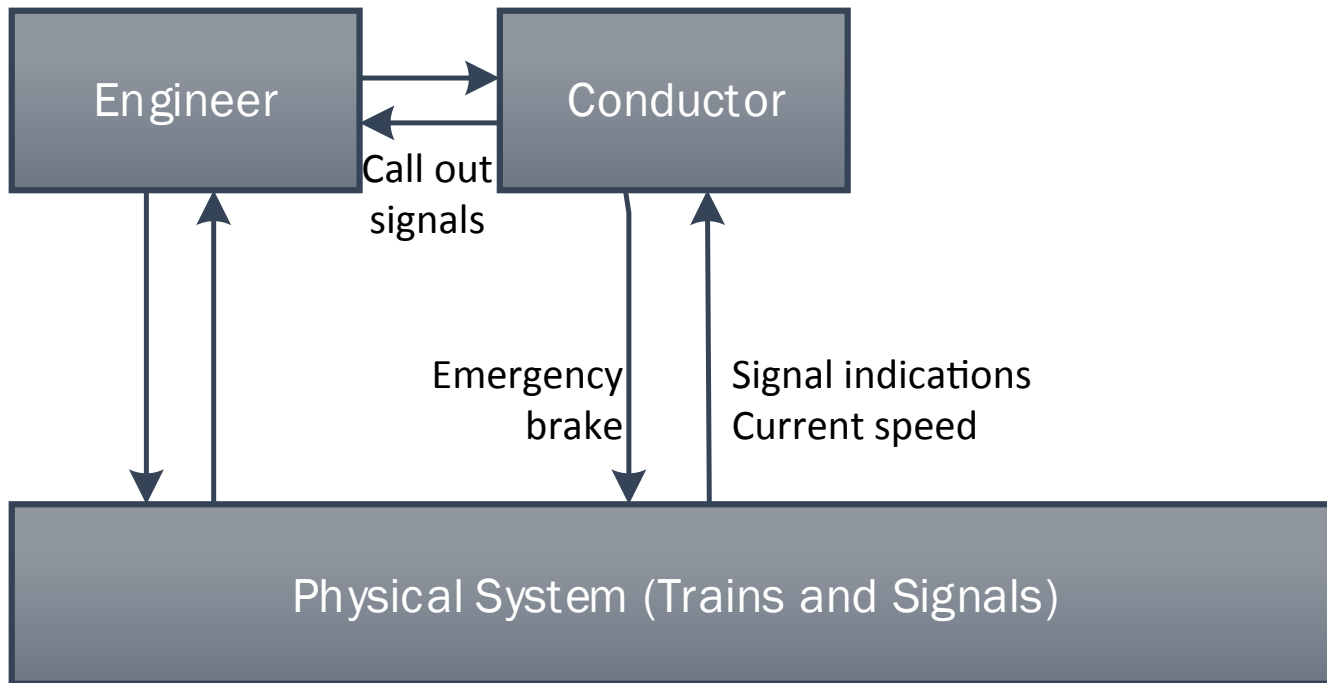 Engineer
Conductor
Call out
signals
Emergency
brake
Signal indications
Current speed
Physical System (Trains and Signals)